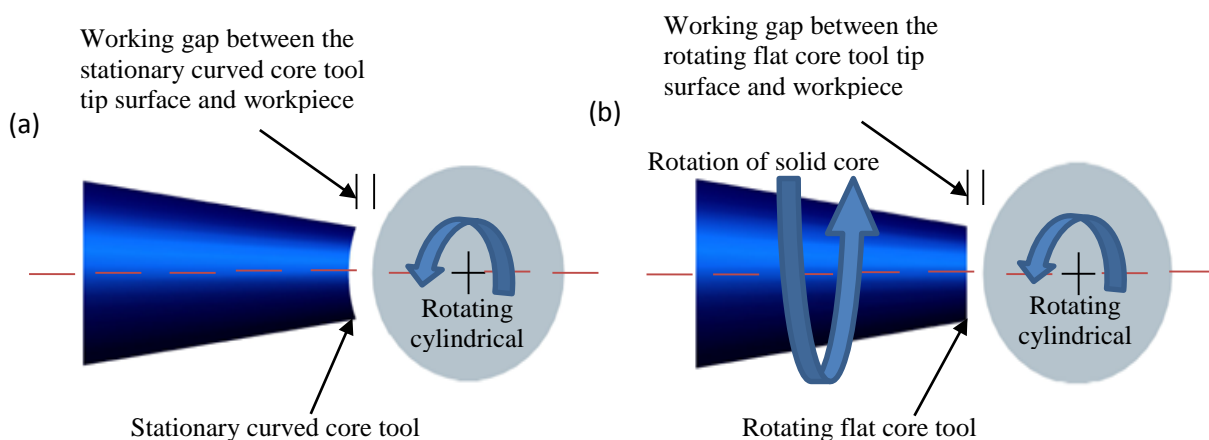 (a)
Working gap between the
stationary curved core tool
tip surface and workpiece
Rotating
cylindrical
Stationary curved core tool
(b)
Working gap between the
rotating flat core tool tip
surface and workpiece
Rotation of solid core
Rotating
cylindrical
Rotating flat core tool